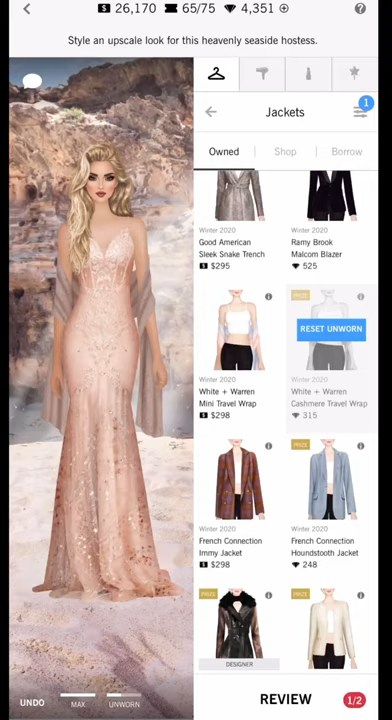 $ 26,170 65/75 4,351
Style an upscale look for this heavenly seaside hostess.
1
Jackets
Owned Shop Borrow
Winter 2020
Good American
Sleek Snake Trench
$ $295
Winter 2020
Ramy Brook
Malcom Blazer
525
Winter 2020
White + Warren
Mini Travel Wrap
$ $298
PRIZE
RESET UNWORN
Winter 2020
White + Warren
Cashmere Travel Wrap
315
Winter 2020
French Connection
Immy Jacket
$ $298
PRIZE
Winter 2020
French Connection
Houndstooth Jacket
248
PRIZE
DESIGNER
PRIZE
UNDO MAX UNWORN
REVIEW 1/2